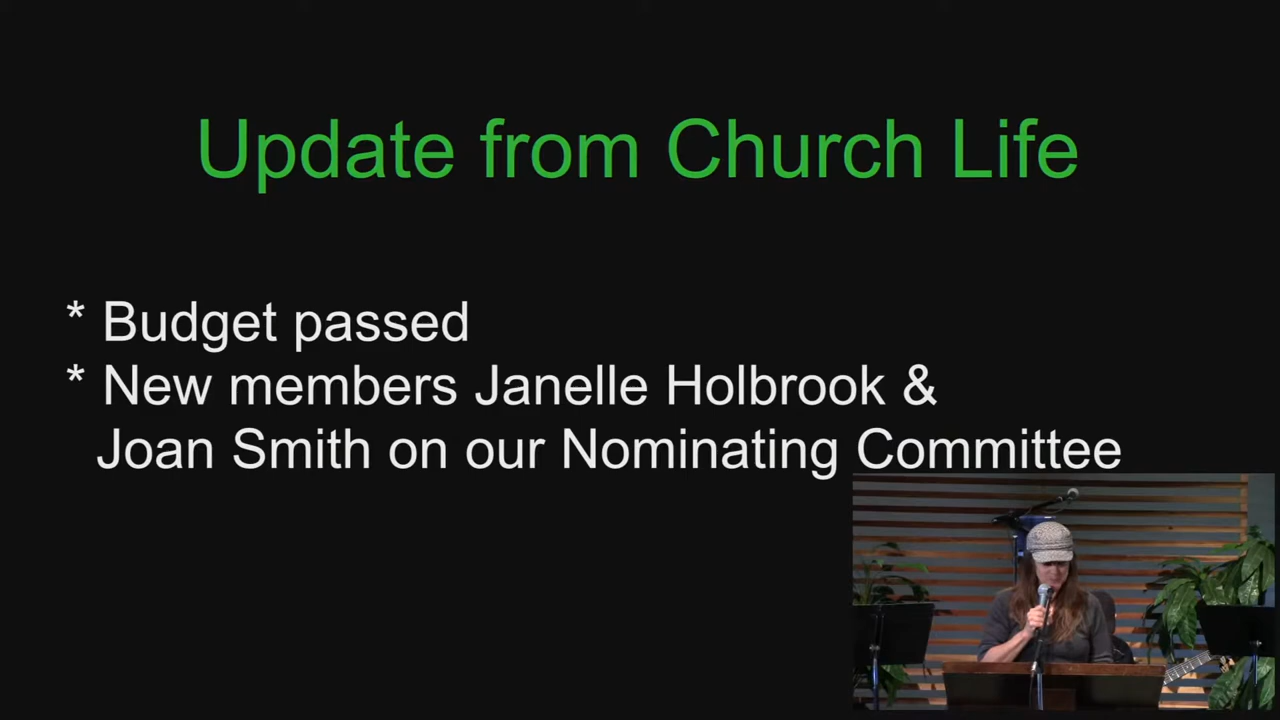 Update from Church Life
* Budget passed
* New members Janelle Holbrook &
Joan Smith on our Nominating Committee